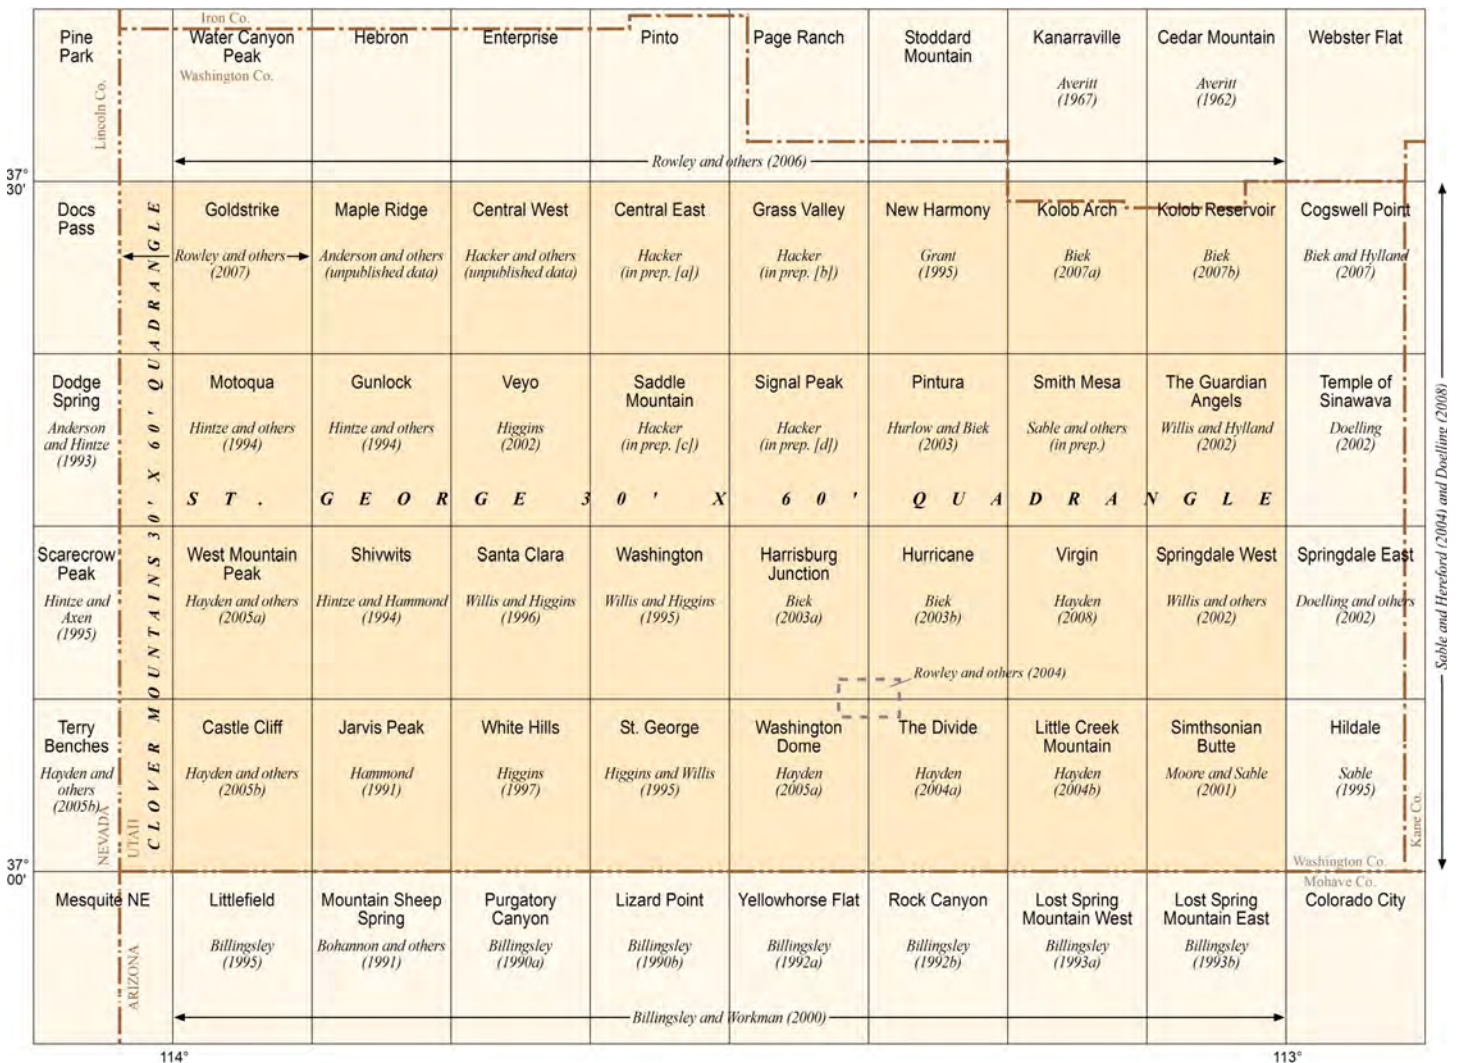 Iron Co.
Pine
Park
Water Canyon
Peak
Washington Co.
Hebron
Enterprise
Pinto
Page Ranch
Stoddard
Mountain
Kanarraville
Averitt
(1967)
Cedar Mountain
Averitt
(1962)
Webster Flat
Lincoln Co.
Rowley and others (2006)
37°
30'
Docs
Pass
Goldstrike
Rowley and others
(2007)
Maple Ridge
Anderson and others
(unpublished data)
Central West
Hacker and others
(unpublished data)
Central East
Hacker
(in prep. [a])
Grass Valley
Hacker
(in prep. [b])
New Harmony
Grant
(1995)
Kolob Arch
Biek
(2007a)
Kolob Reservoir
Biek
(2007b)
Cogswell Point
Biek and Hylland
(2007)
Dodge
Spring
Anderson
and Hintze
(1993)
Motoqua
Hintze and others
(1994)
Gunlock
Hintze and others
(1994)
Veyo
Higgins
(2002)
Saddle
Mountain
Hacker
(in prep. [c])
Signal Peak
Hacker
(in prep. [d])
Pintura
Hurlow and Biek
(2003)
Smith Mesa
Sable and others
(in prep.)
The Guardian
Angels
Willis and Hylland
(2002)
Temple of
Sinawava
Doelling
(2002)
ST. GEORGE 30' X 60' QUADRANGLE
CLOVER MOUNTAINS 30' X 60' QUADRANGLE
Sable and Hereford (2004) and Doelling (2008)
Scarecrow
Peak
Hintze and
Axen
(1995)
West Mountain
Peak
Hayden and others
(2005a)
Shivwits
Hintze and Hammond
(1994)
Santa Clara
Willis and Higgins
(1996)
Washington
Willis and Higgins
(1995)
Harrisburg
Junction
Biek
(2003a)
Hurricane
Biek
(2003b)
Virgin
Hayden
(2008)
Springdale West
Willis and others
(2002)
Springdale East
Doelling and others
(2002)
Rowley and others (2004)
Terry
Benches
Hayden and
others
(2005b)
Castle Cliff
Hayden and others
(2005b)
Jarvis Peak
Hammond
(1991)
White Hills
Higgins
(1997)
St. George
Higgins and Willis
(1995)
Washington
Dome
Hayden
(2005a)
The Divide
Hayden
(2004a)
Little Creek
Mountain
Hayden
(2004b)
Simthsonian
Butte
Moore and Sable
(2001)
Hildale
Sable
(1995)
NEVADA
UTAH
Kane Co.
Washington Co.
Mohave Co.
37°
00'
Mesquite NE
Littlefield
Billingsley
(1995)
Mountain Sheep
Spring
Bohannon and others
(1991)
Purgatory
Canyon
Billingsley
(1990a)
Lizard Point
Billingsley
(1990b)
Yellowhorse Flat
Billingsley
(1992a)
Rock Canyon
Billingsley
(1992b)
Lost Spring
Mountain West
Billingsley
(1993a)
Lost Spring
Mountain East
Billingsley
(1993b)
Colorado City
ARIZONA
Billingsley and Workman (2000)
114°
113°